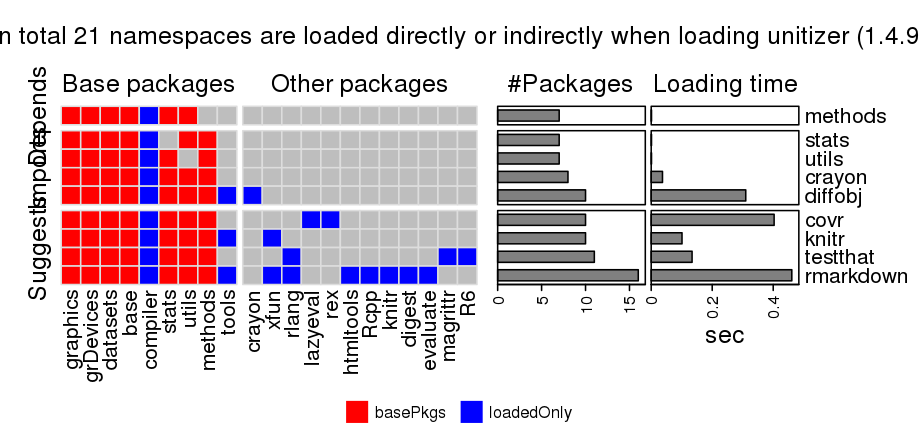 n total 21 namespaces are loaded directly or indirectly when loading unitizer (1.4.9
Base packages
Other packages
#Packages
Loading time
Depends
Imports
Suggests
methods
stats
utils
crayon
diffobj
covr
knitr
testthat
rmarkdown
graphics
grDevices
datasets
base
compiler
stats
utils
methods
tools
crayon
xfun
rlang
lazyeval
rex
htmltools
Rcpp
knitr
digest
evaluate
magrittr
R6
0 5 10 15
0 0.2 0.4
sec
basePkgs
loadedOnly